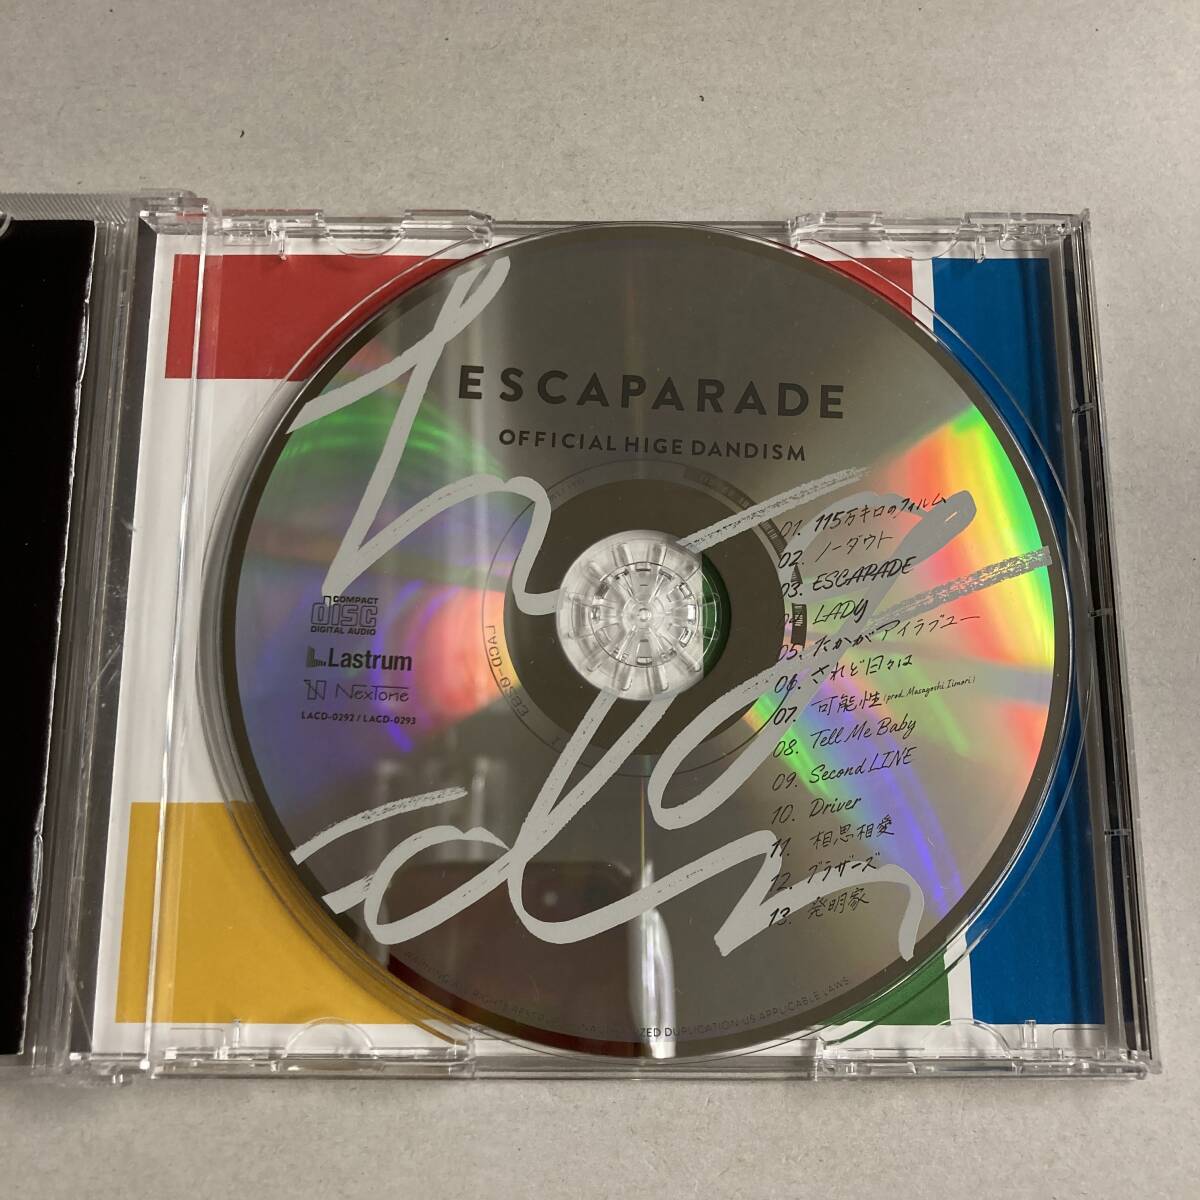 ESCAPARADE
OFFICIAL HIGE DANDISM
01. 115万キロのフィルム
02. ノーダウト
03. ESCAPADE
LADY
05. たかがアイラブユー
06. されど日々は
07. 可能性 (prod. Masayoshi Iimori)
08. Tell Me Baby
09. Second LINE
10. Driver
11. 相思相愛
12. ブラザーズ
13. 発明家
COMPACT
disc
DIGITAL AUDIO
Lastrum
NexTone
LACD-0292 / LACD-0293